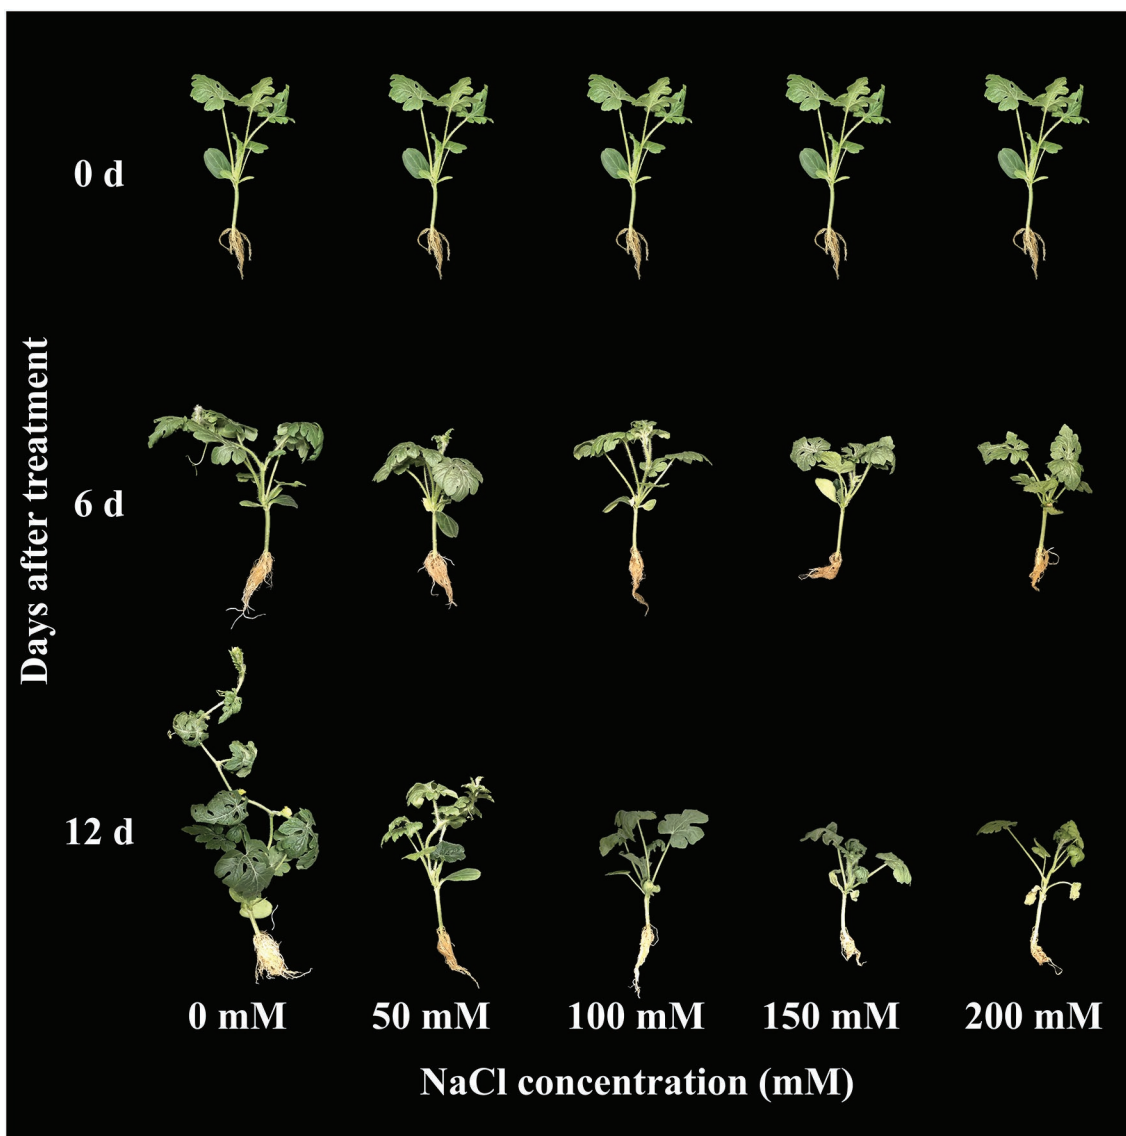 0 d
Days after treatment
6 d
12 d
0 mM
50 mM
100 mM
150 mM
200 mM
NaCl concentration (mM)